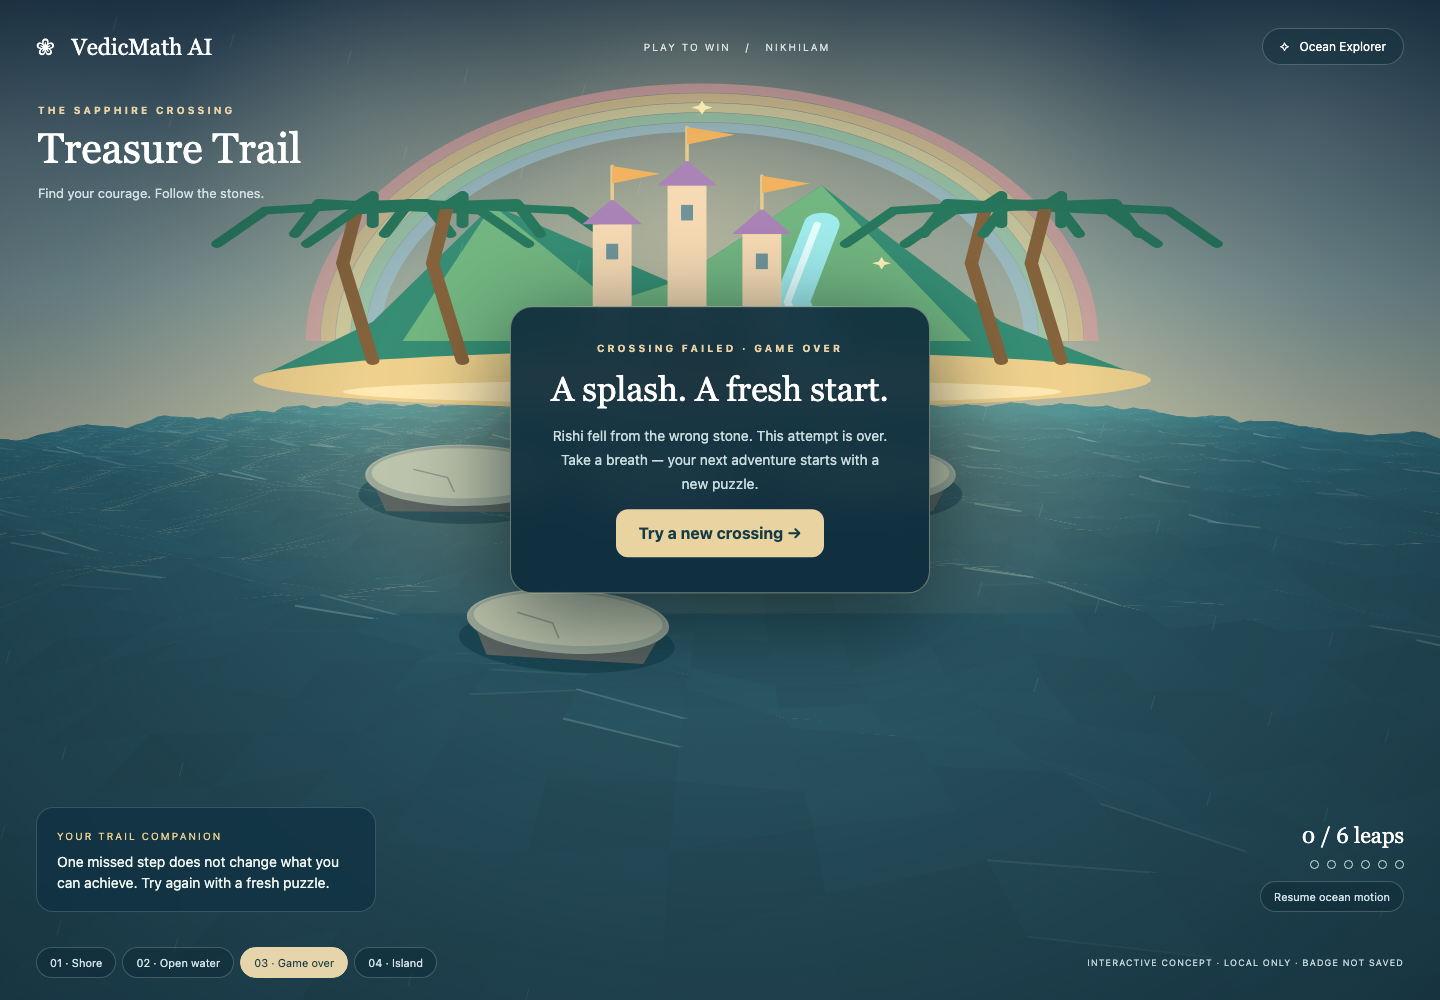 VedicMath AI
PLAY TO WIN / NIKHILAM
Ocean Explorer
THE SAPPHIRE CROSSING
Treasure Trail
Find your courage. Follow the stones.
CROSSING FAILED · GAME OVER
A splash. A fresh start.
Rishi fell from the wrong stone. This attempt is over.
Take a breath — your next adventure starts with a
new puzzle.
Try a new crossing →
YOUR TRAIL COMPANION
One missed step does not change what you
can achieve. Try again with a fresh puzzle.
0 / 6 leaps
Resume ocean motion
01 · Shore
02 · Open water
03 · Game over
04 · Island
INTERACTIVE CONCEPT · LOCAL ONLY · BADGE NOT SAVED